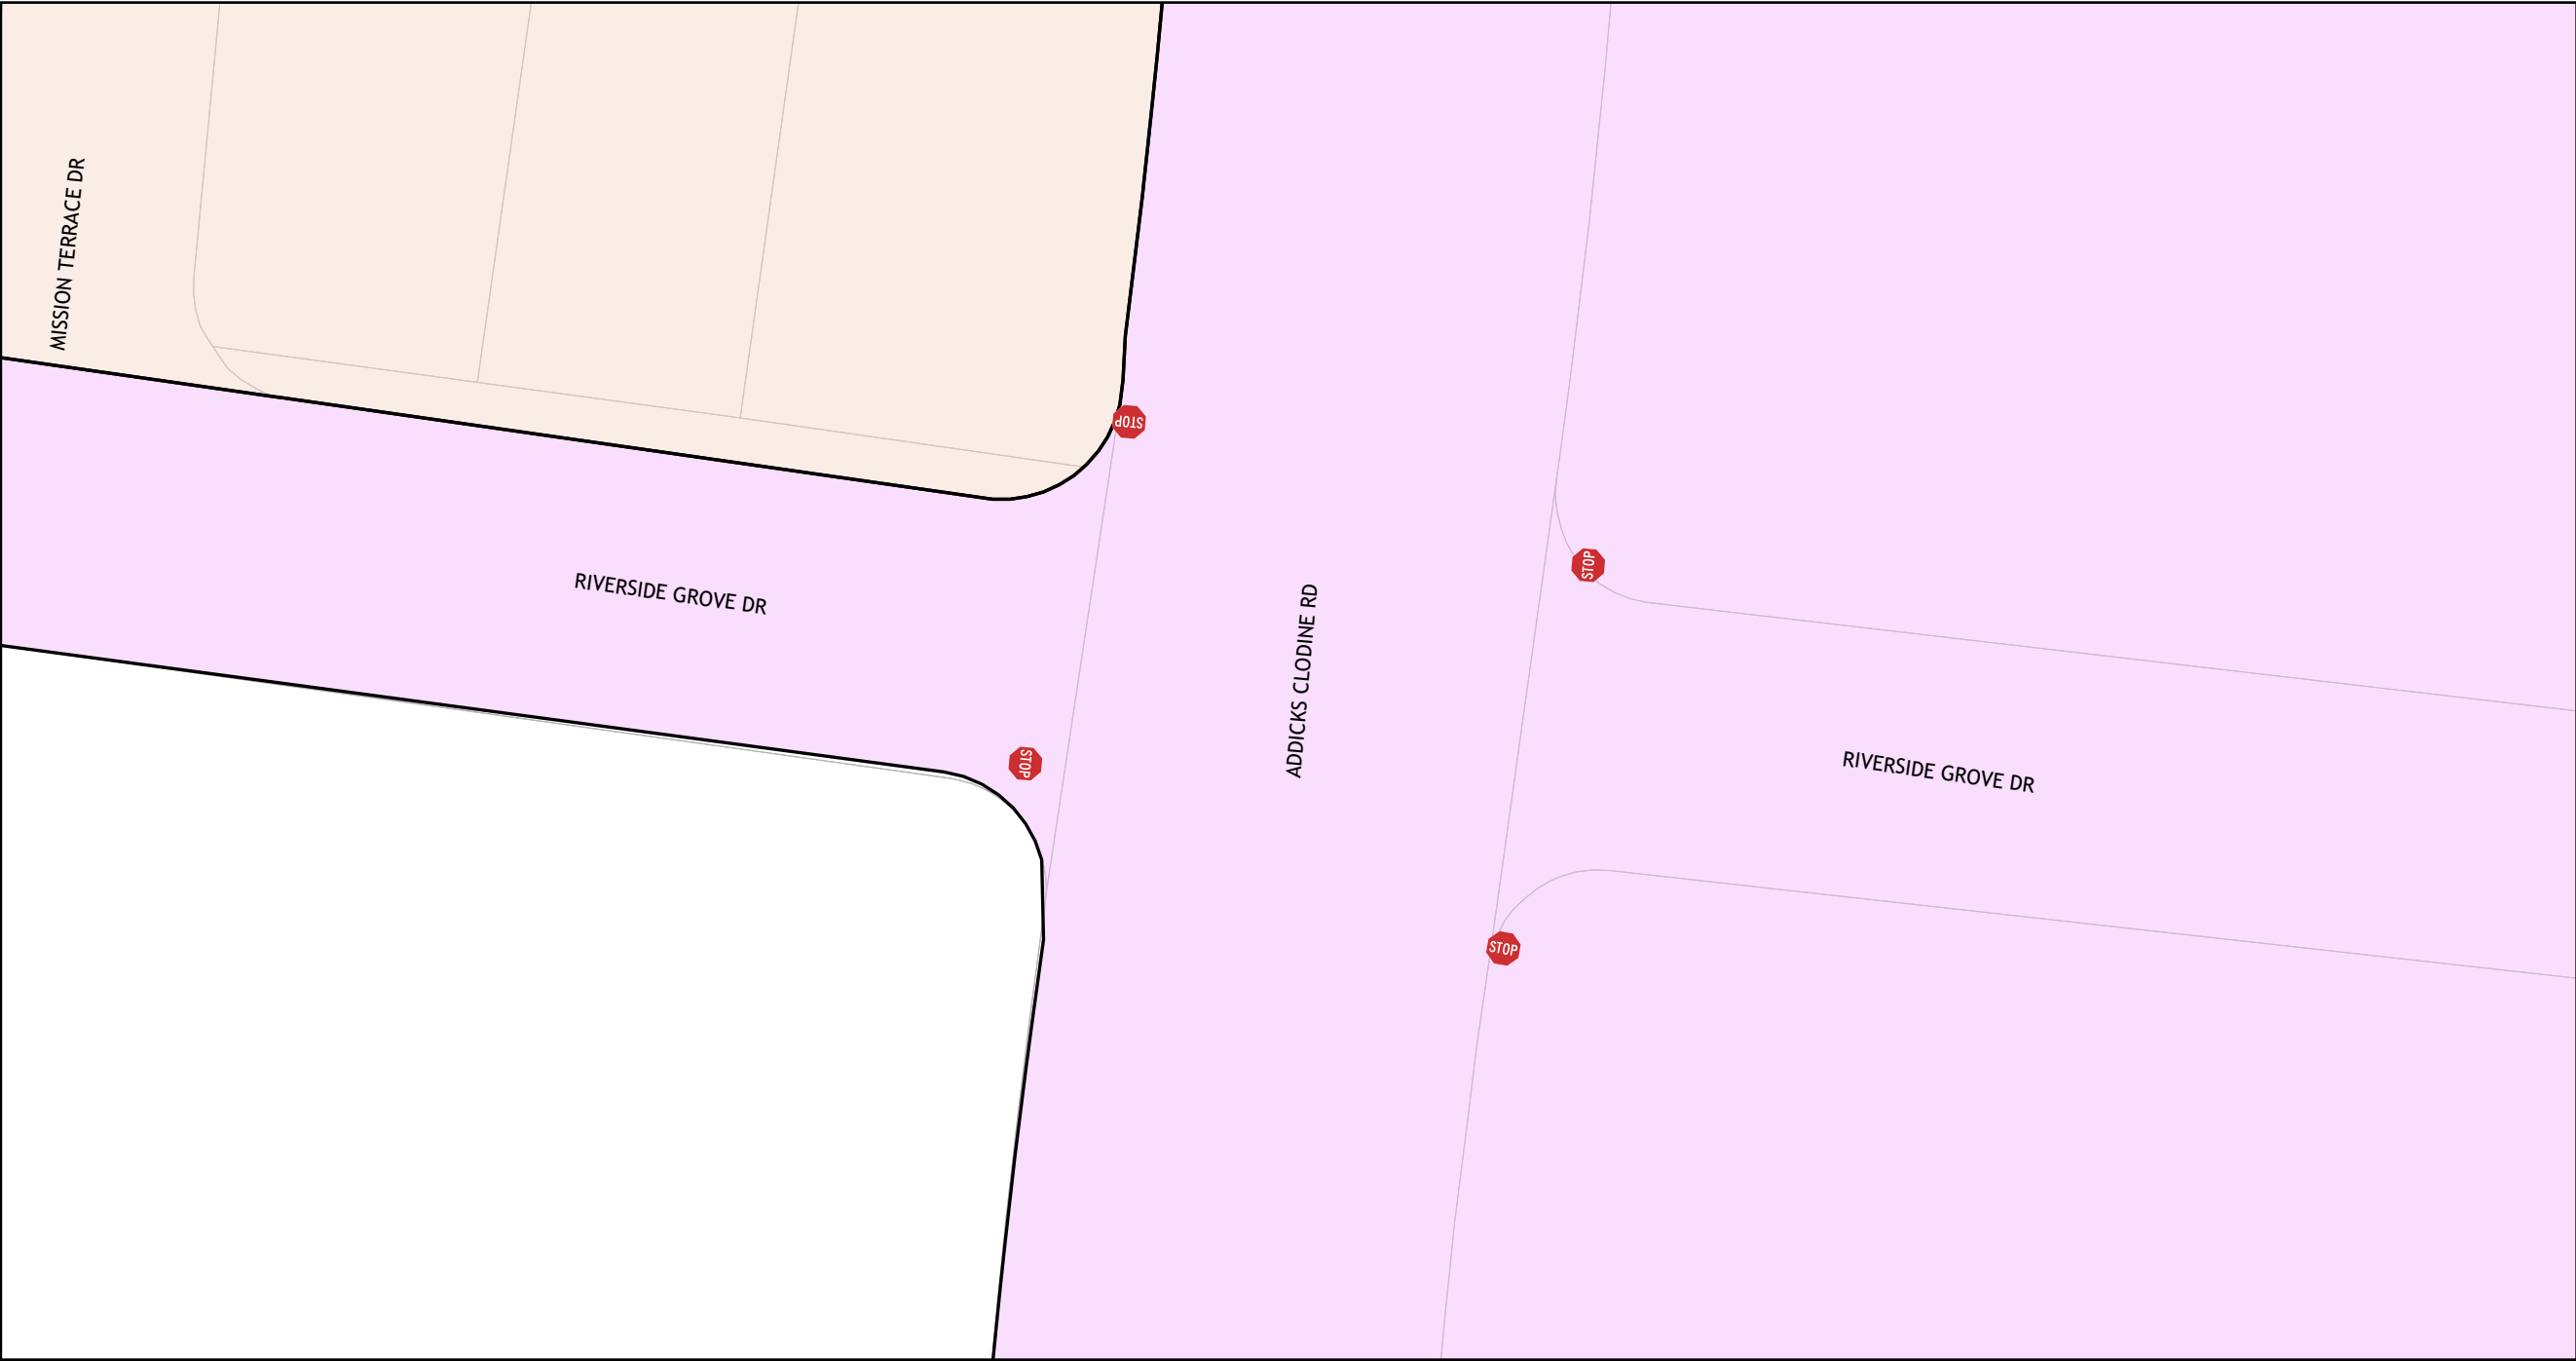 MISSION TERRACE DR
STOP
STOP
RIVERSIDE GROVE DR
ADDICKS CLODINE RD
STOP
RIVERSIDE GROVE DR
STOP